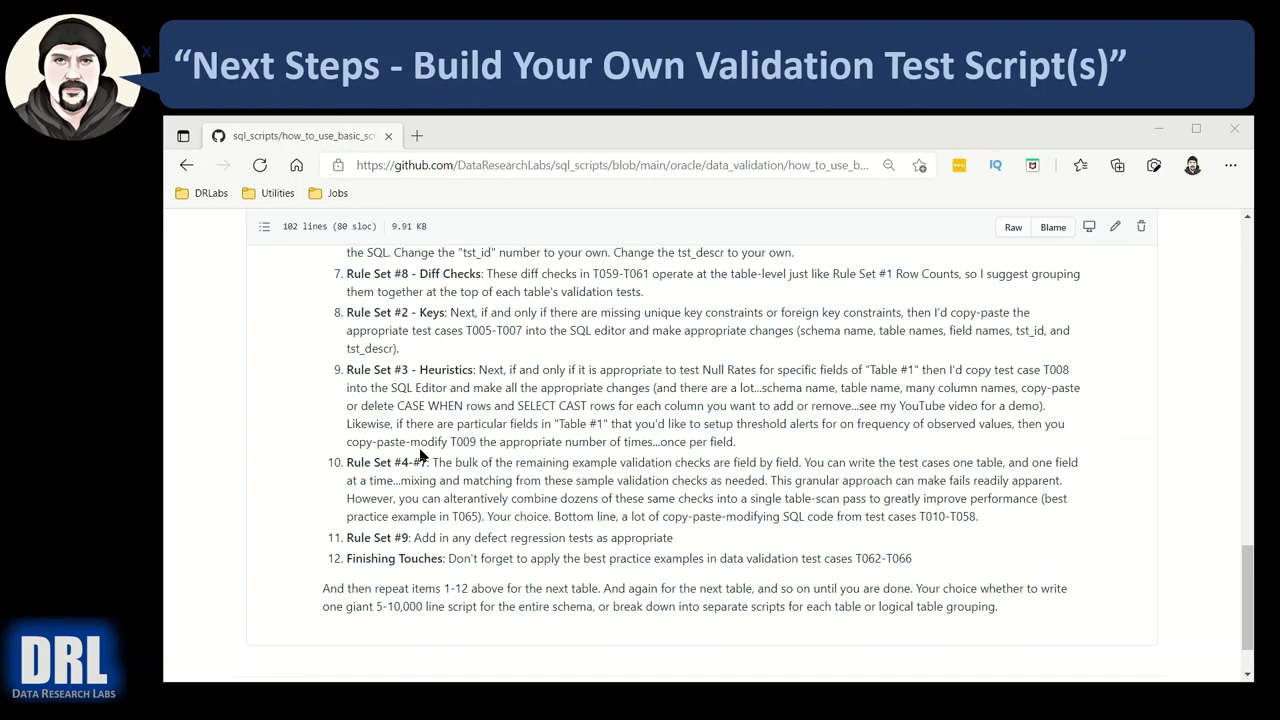 “Next Steps - Build Your Own Validation Test Script(s)”
x
sql_scripts/how_to_use_basic_scr
https://github.com/DataResearchLabs/sql_scripts/blob/main/oracle/data_validation/how_to_use_b...
IQ
DRLabs
Utilities
Jobs
102 lines (80 sloc) | 9.91 KB
Raw
Blame
the SQL. Change the "tst_id" number to your own. Change the tst_descr to your own.
7. Rule Set #8 - Diff Checks: These diff checks in T059-T061 operate at the table-level just like Rule Set #1 Row Counts, so I suggest grouping
them together at the top of each table's validation tests.
8. Rule Set #2 - Keys: Next, if and only if there are missing unique key constraints or foreign key constraints, then I'd copy-paste the
appropriate test cases T005-T007 into the SQL editor and make appropriate changes (schema name, table names, field names, tst_id, and
tst_descr).
9. Rule Set #3 - Heuristics: Next, if and only if it is appropriate to test Null Rates for specific fields of "Table #1" then I'd copy test case T008
into the SQL Editor and make all the appropriate changes (and there are a lot...schema name, table name, many column names, copy-paste
or delete CASE WHEN rows and SELECT CAST rows for each column you want to add or remove...see my YouTube video for a demo).
Likewise, if there are particular fields in "Table #1" that you'd like to setup threshold alerts for on frequency of observed values, then you
copy-paste-modify T009 the appropriate number of times...once per field.
10. Rule Set #4-#7: The bulk of the remaining example validation checks are field by field. You can write the test cases one table, and one field
at a time...mixing and matching from these sample validation checks as needed. This granular approach can make fails readily apparent.
However, you can alterantively combine dozens of these same checks into a single table-scan pass to greatly improve performance (best
practice example in T065). Your choice. Bottom line, a lot of copy-paste-modifying SQL code from test cases T010-T058.
11. Rule Set #9: Add in any defect regression tests as appropriate
12. Finishing Touches: Don't forget to apply the best practice examples in data validation test cases T062-T066
And then repeat items 1-12 above for the next table. And again for the next table, and so on until you are done. Your choice whether to write
one giant 5-10,000 line script for the entire schema, or break down into separate scripts for each table or logical table grouping.
DRL
DATA RESEARCH LABS